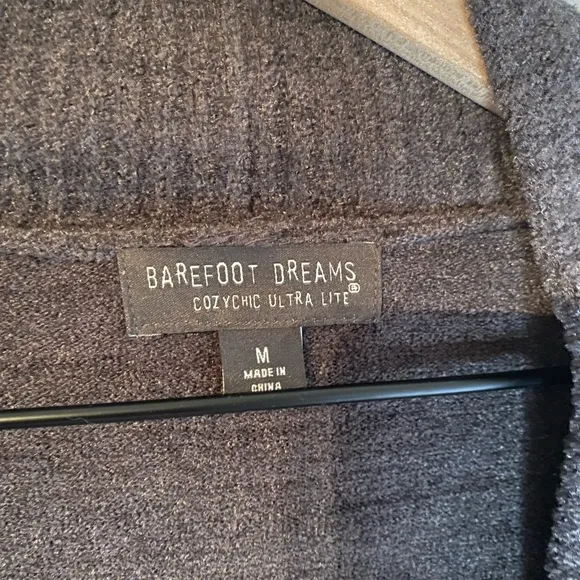 BAREFOOT DREAMS
®
COZYCHIC ULTRA LITE
M
MADE IN
CHINA